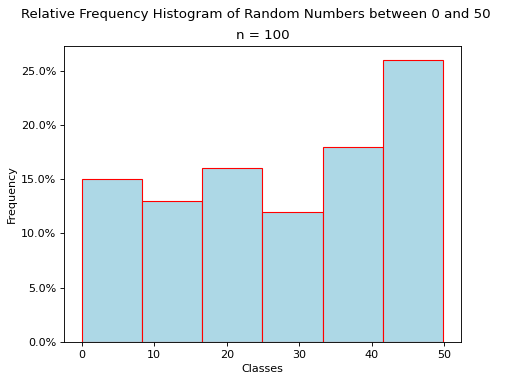 Relative Frequency Histogram of Random Numbers between 0 and 50
n = 100
25.0%
20.0%
15.0%
10.0%
5.0%
0.0%
Frequency
0 10 20 30 40 50
Classes